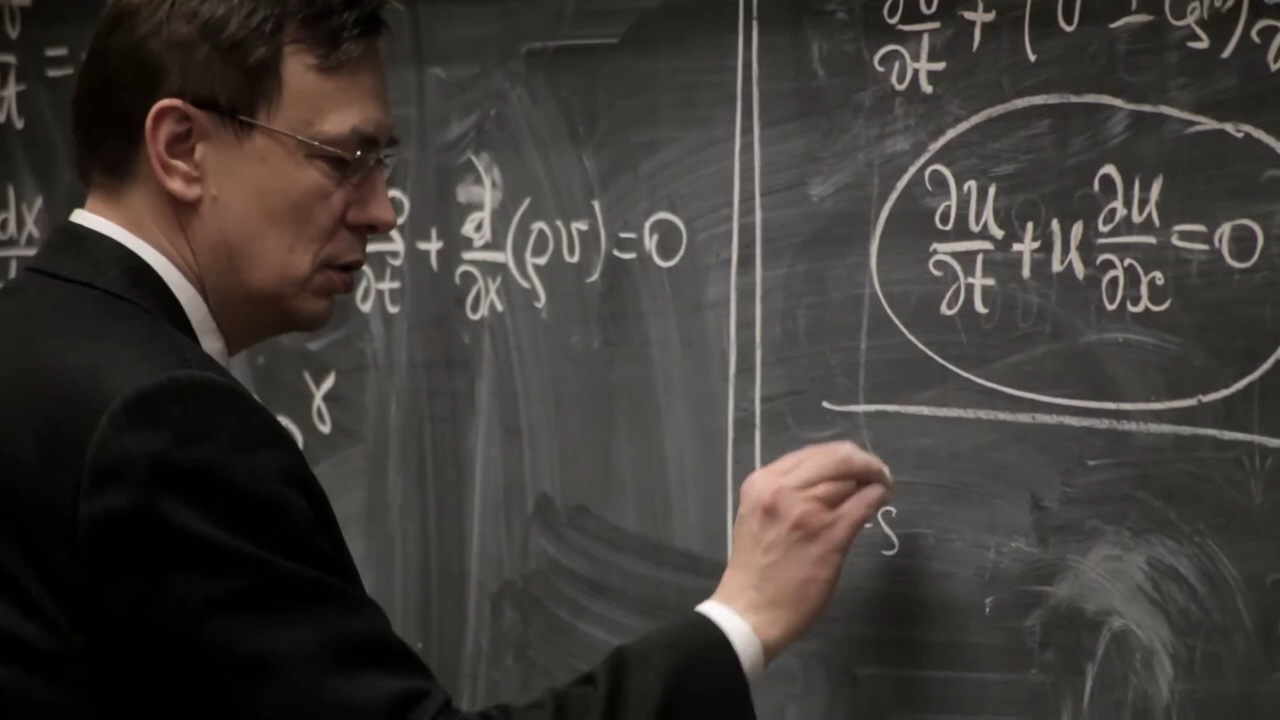 ∂v/∂t + (v ±
dx
∂ρ/∂t + ∂/∂x (ρv) = 0
∂u/∂t + u ∂u/∂x = 0
γ
s